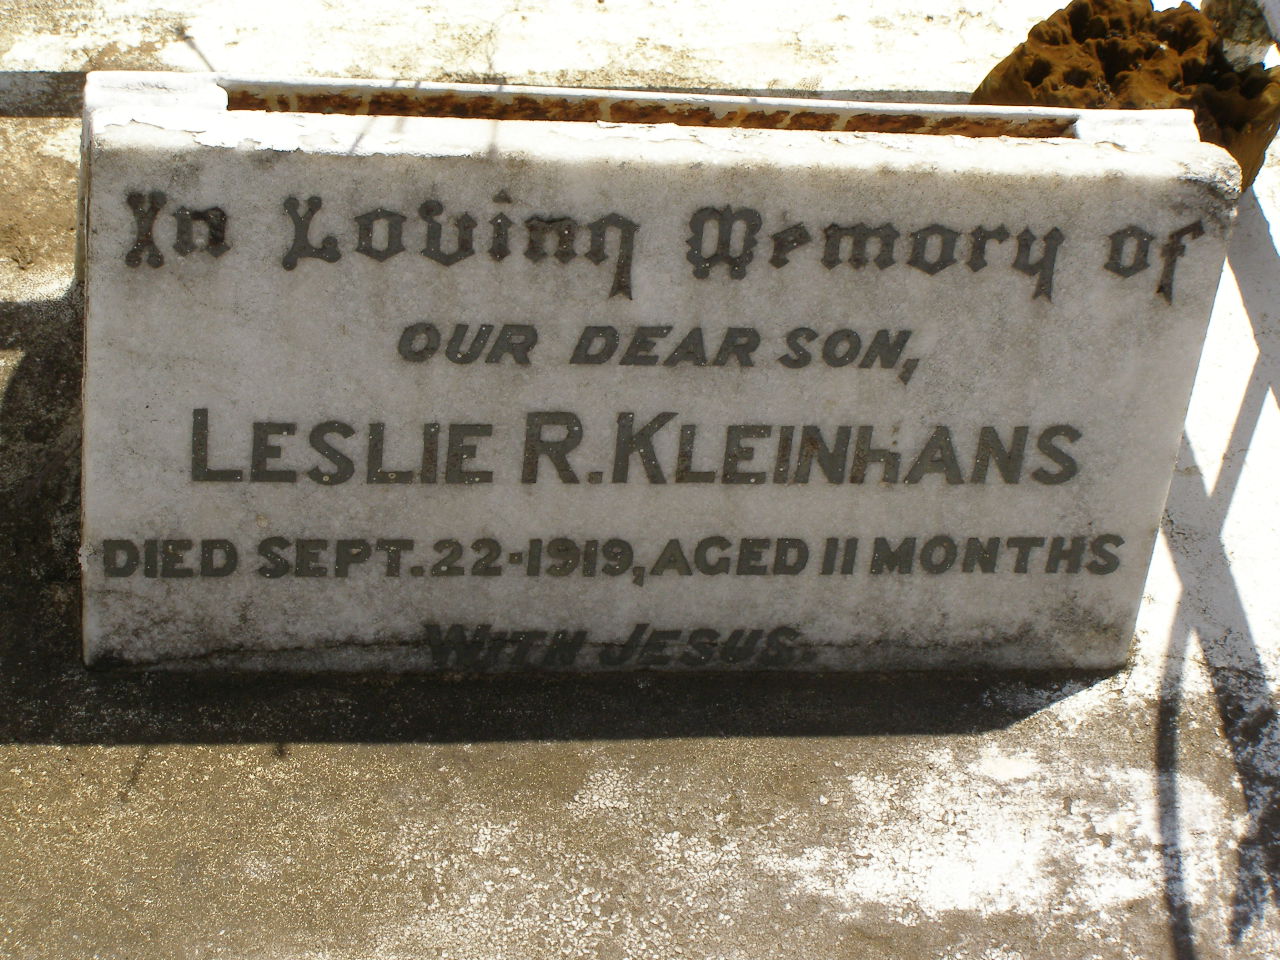 In Loving Memory of
OUR DEAR SON,
LESLIE R. KLEINHANS
DIED SEPT. 22-1919, AGED 11 MONTHS
WITH JESUS.